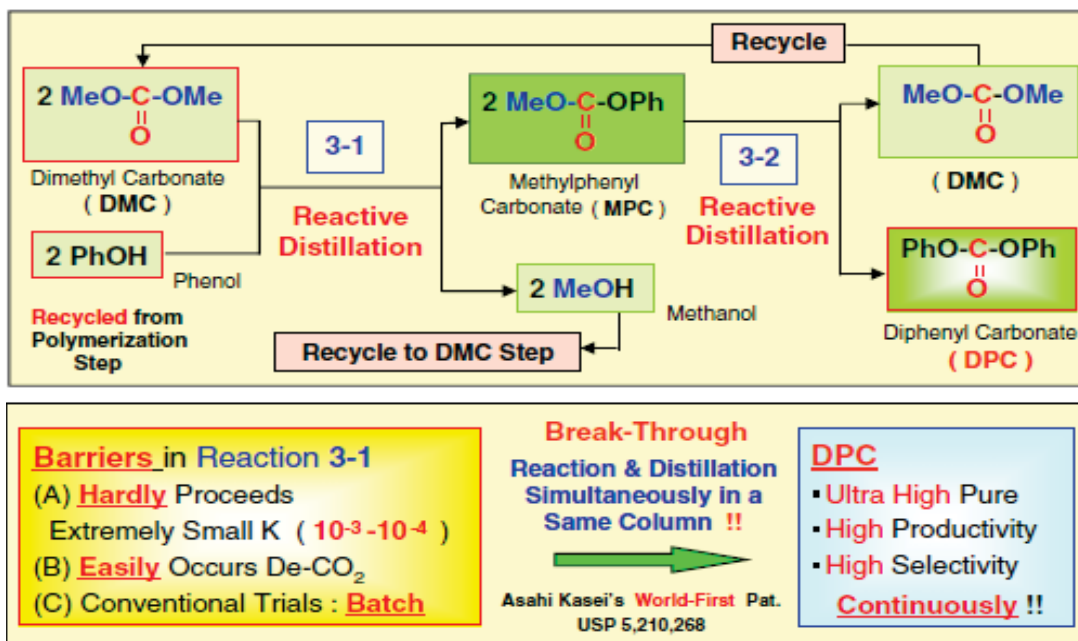 Recycle
2 MeO-C-OMe
O
Dimethyl Carbonate
( DMC )
2 PhOH
Phenol
Recycled from
Polymerization
Step
3-1
Reactive
Distillation
2 MeO-C-OPh
O
Methylphenyl
Carbonate ( MPC )
2 MeOH
Methanol
Recycle to DMC Step
3-2
Reactive
Distillation
MeO-C-OMe
O
( DMC )
PhO-C-OPh
O
Diphenyl Carbonate
( DPC )
Barriers in Reaction 3-1
(A) Hardly Proceeds
Extremely Small K ( 10⁻³ -10⁻⁴ )
(B) Easily Occurs De-CO₂
(C) Conventional Trials : Batch
Break-Through
Reaction & Distillation
Simultaneously in a
Same Column !!
Asahi Kasei's World-First Pat.
USP 5,210,268
DPC
▪Ultra High Pure
▪High Productivity
▪High Selectivity
Continuously !!